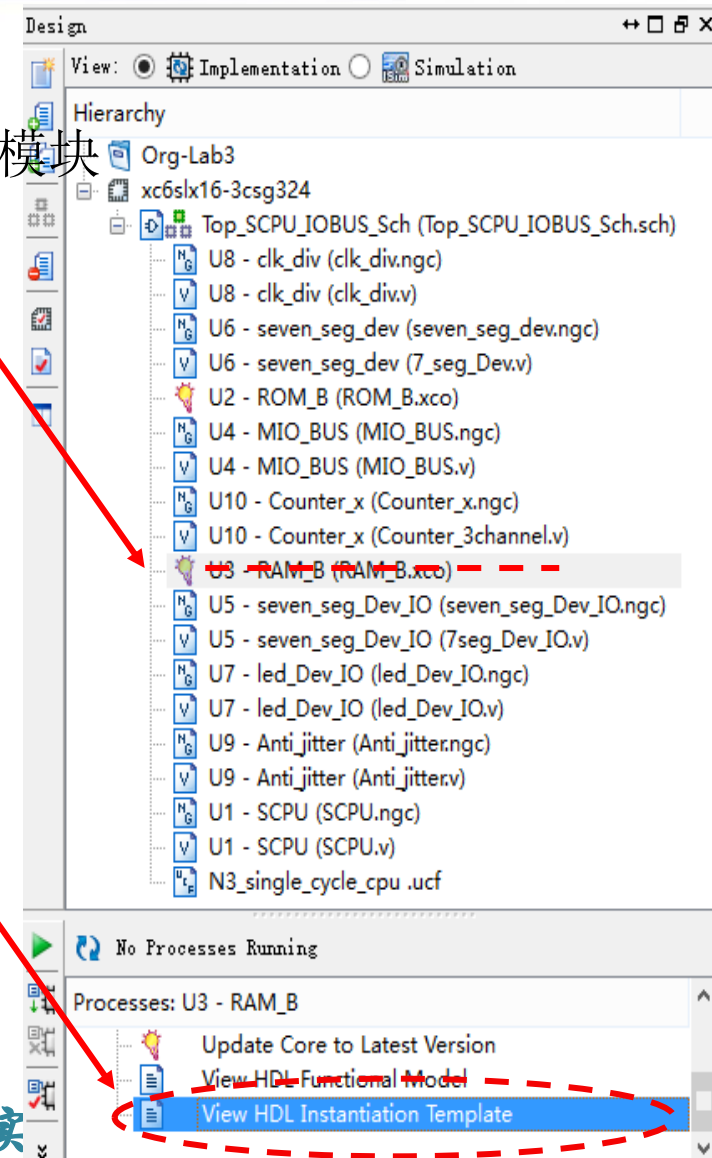 Design
View: Implementation Simulation
Hierarchy
模块
Org-Lab3
xc6slx16-3csg324
Top_SCPU_IOBUS_Sch (Top_SCPU_IOBUS_Sch.sch)
U8 - clk_div (clk_div.ngc)
U8 - clk_div (clk_div.v)
U6 - seven_seg_dev (seven_seg_dev.ngc)
U6 - seven_seg_dev (7_seg_Dev.v)
U2 - ROM_B (ROM_B.xco)
U4 - MIO_BUS (MIO_BUS.ngc)
U4 - MIO_BUS (MIO_BUS.v)
U10 - Counter_x (Counter_x.ngc)
U10 - Counter_x (Counter_3channel.v)
U3 - RAM_B (RAM_B.xco)
U5 - seven_seg_Dev_IO (seven_seg_Dev_IO.ngc)
U5 - seven_seg_Dev_IO (7seg_Dev_IO.v)
U7 - led_Dev_IO (led_Dev_IO.ngc)
U7 - led_Dev_IO (led_Dev_IO.v)
U9 - Anti_jitter (Anti_jitter.ngc)
U9 - Anti_jitter (Anti_jitter.v)
U1 - SCPU (SCPU.ngc)
U1 - SCPU (SCPU.v)
N3_single_cycle_cpu .ucf
No Processes Running
Processes: U3 - RAM_B
Update Core to Latest Version
View HDL Functional Model
View HDL Instantiation Template
实